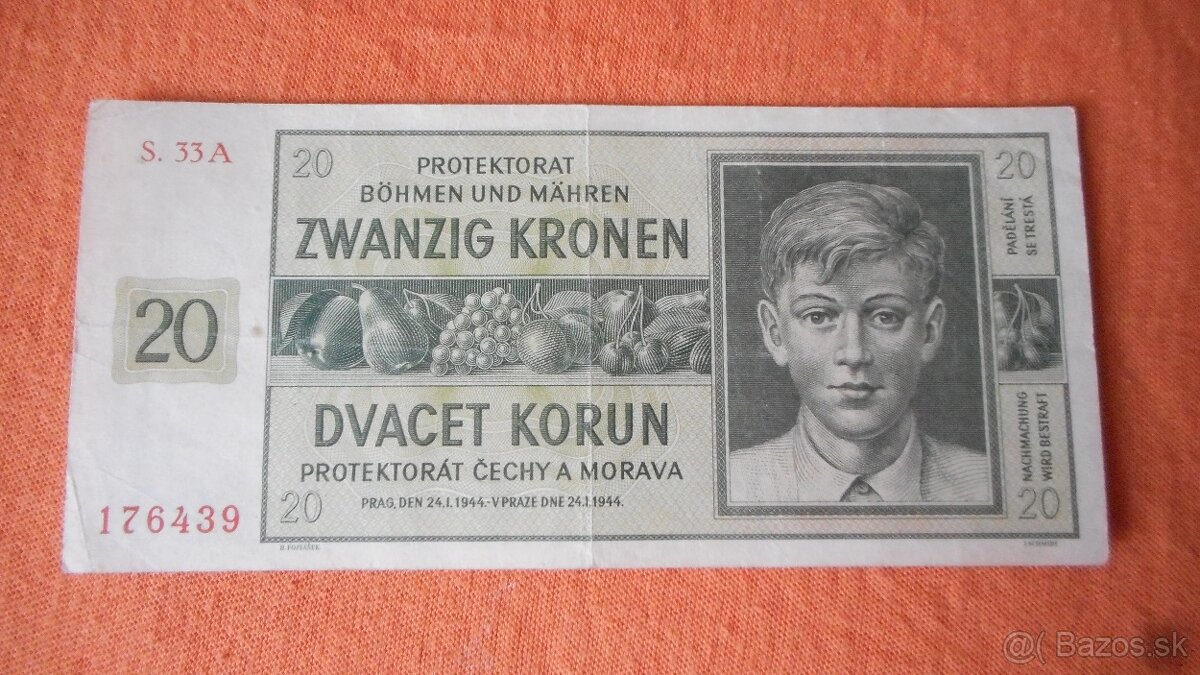 S. 33 A
20
PROTEKTORAT
BÖHMEN UND MÄHREN
ZWANZIG KRONEN
20
PADĚLÁNÍ
SE TRESTÁ
20
DVACET KORUN
PROTEKTORÁT ČECHY A MORAVA
PRAG, DEN 24.I.1944.-V PRAZE DNE 24.I.1944.
NACHMACHUNG
WIRD BESTRAFT
176439
20
20
J. SCHMIDT
@( Bazos.sk